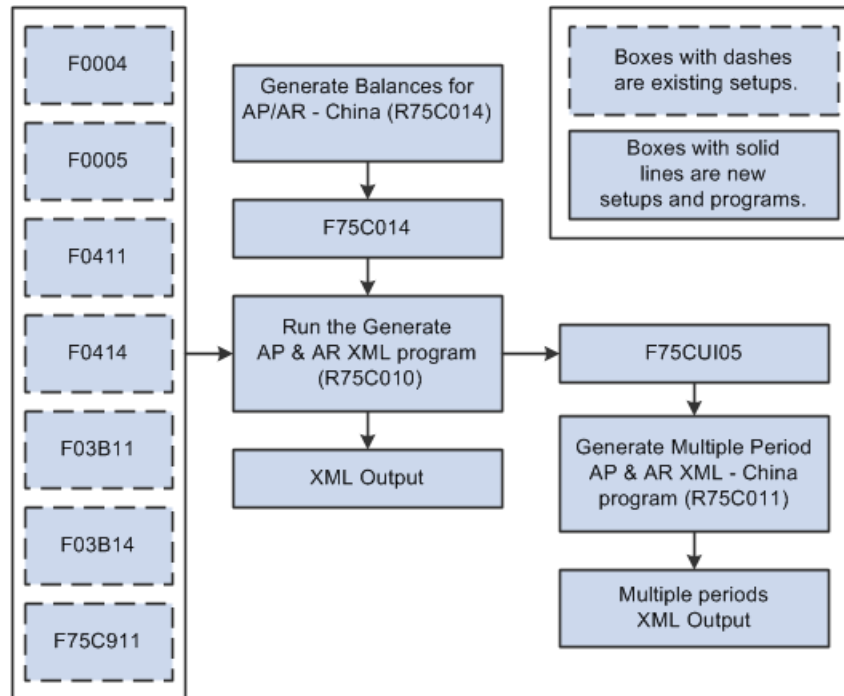 F0004
F0005
F0411
F0414
F03B11
F03B14
F75C911
Generate Balances for
AP/AR - China (R75C014)
F75C014
Run the Generate
AP & AR XML program
(R75C010)
XML Output
F75CUI05
Generate Multiple Period
AP & AR XML - China
program (R75C011)
Multiple periods
XML Output
Boxes with dashes
are existing setups.
Boxes with solid
lines are new
setups and programs.